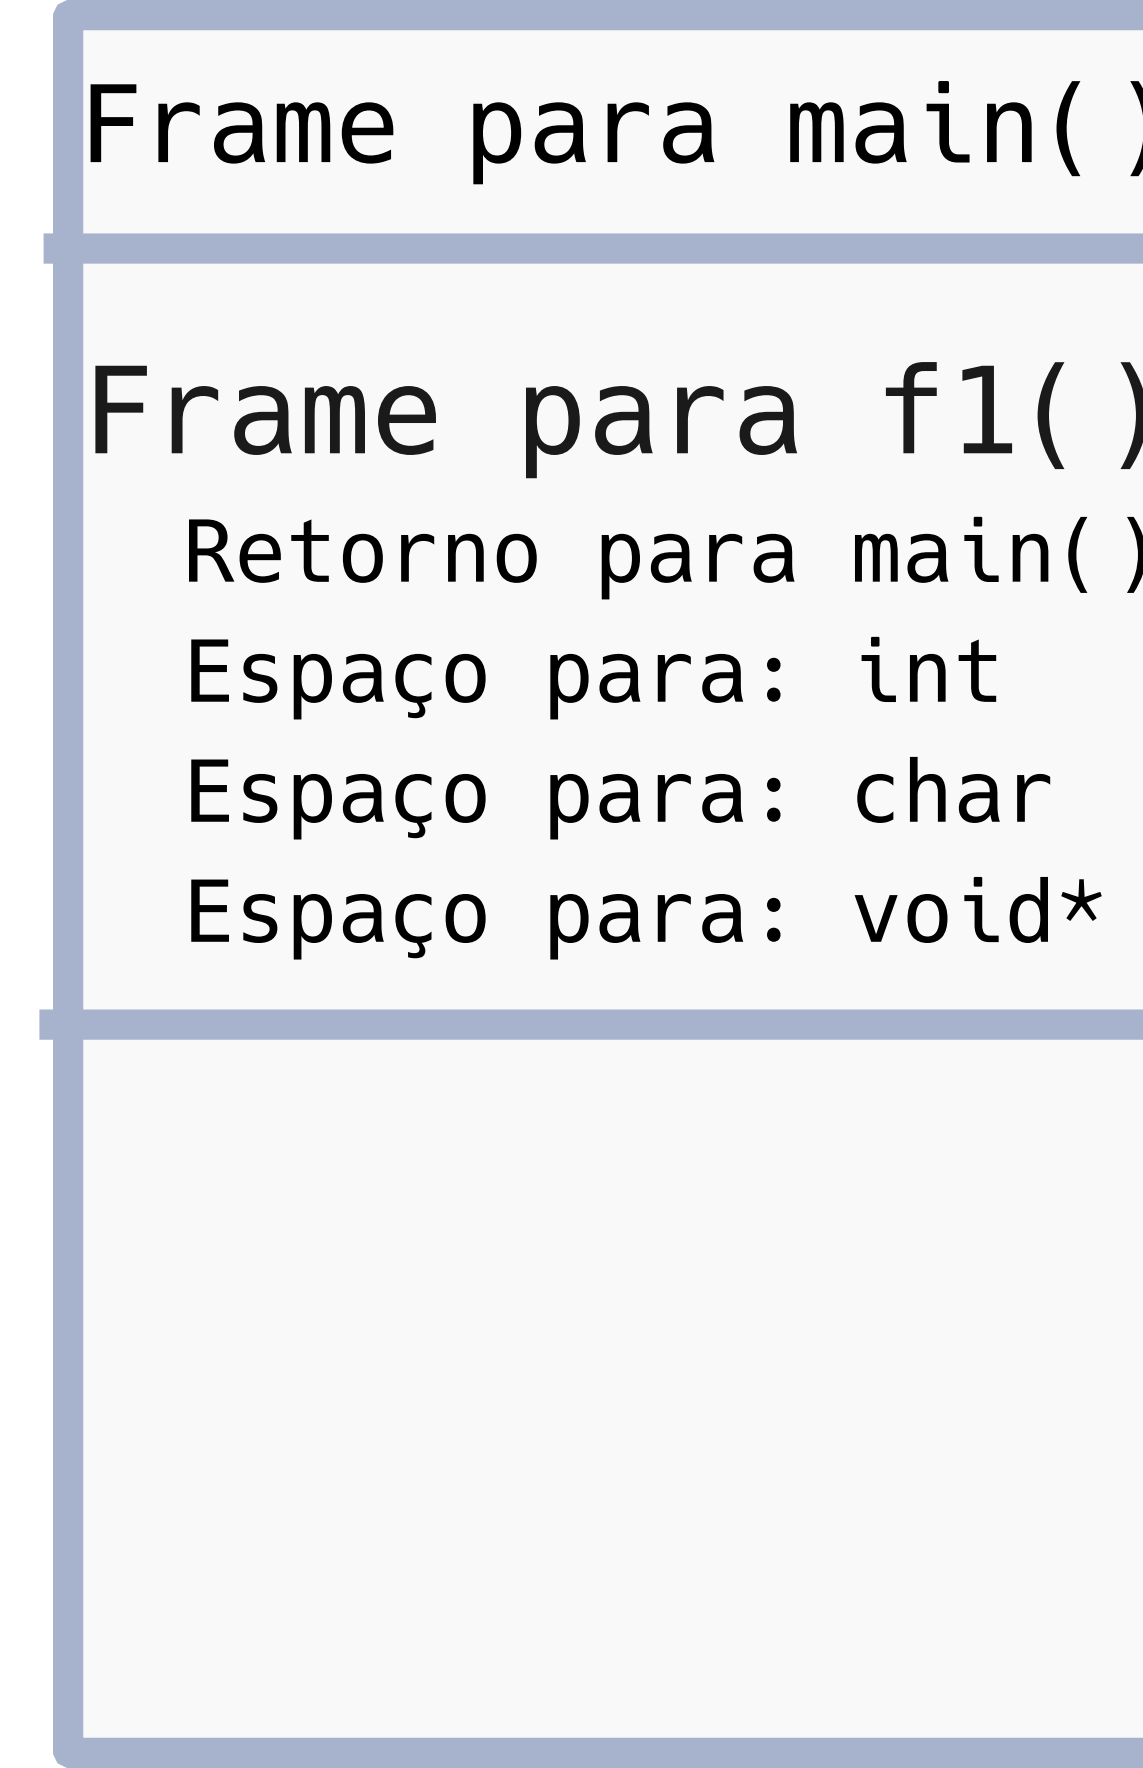 Frame para main()
Frame para f1()
Retorno para main()
Espaço para: int
Espaço para: char
Espaço para: void*